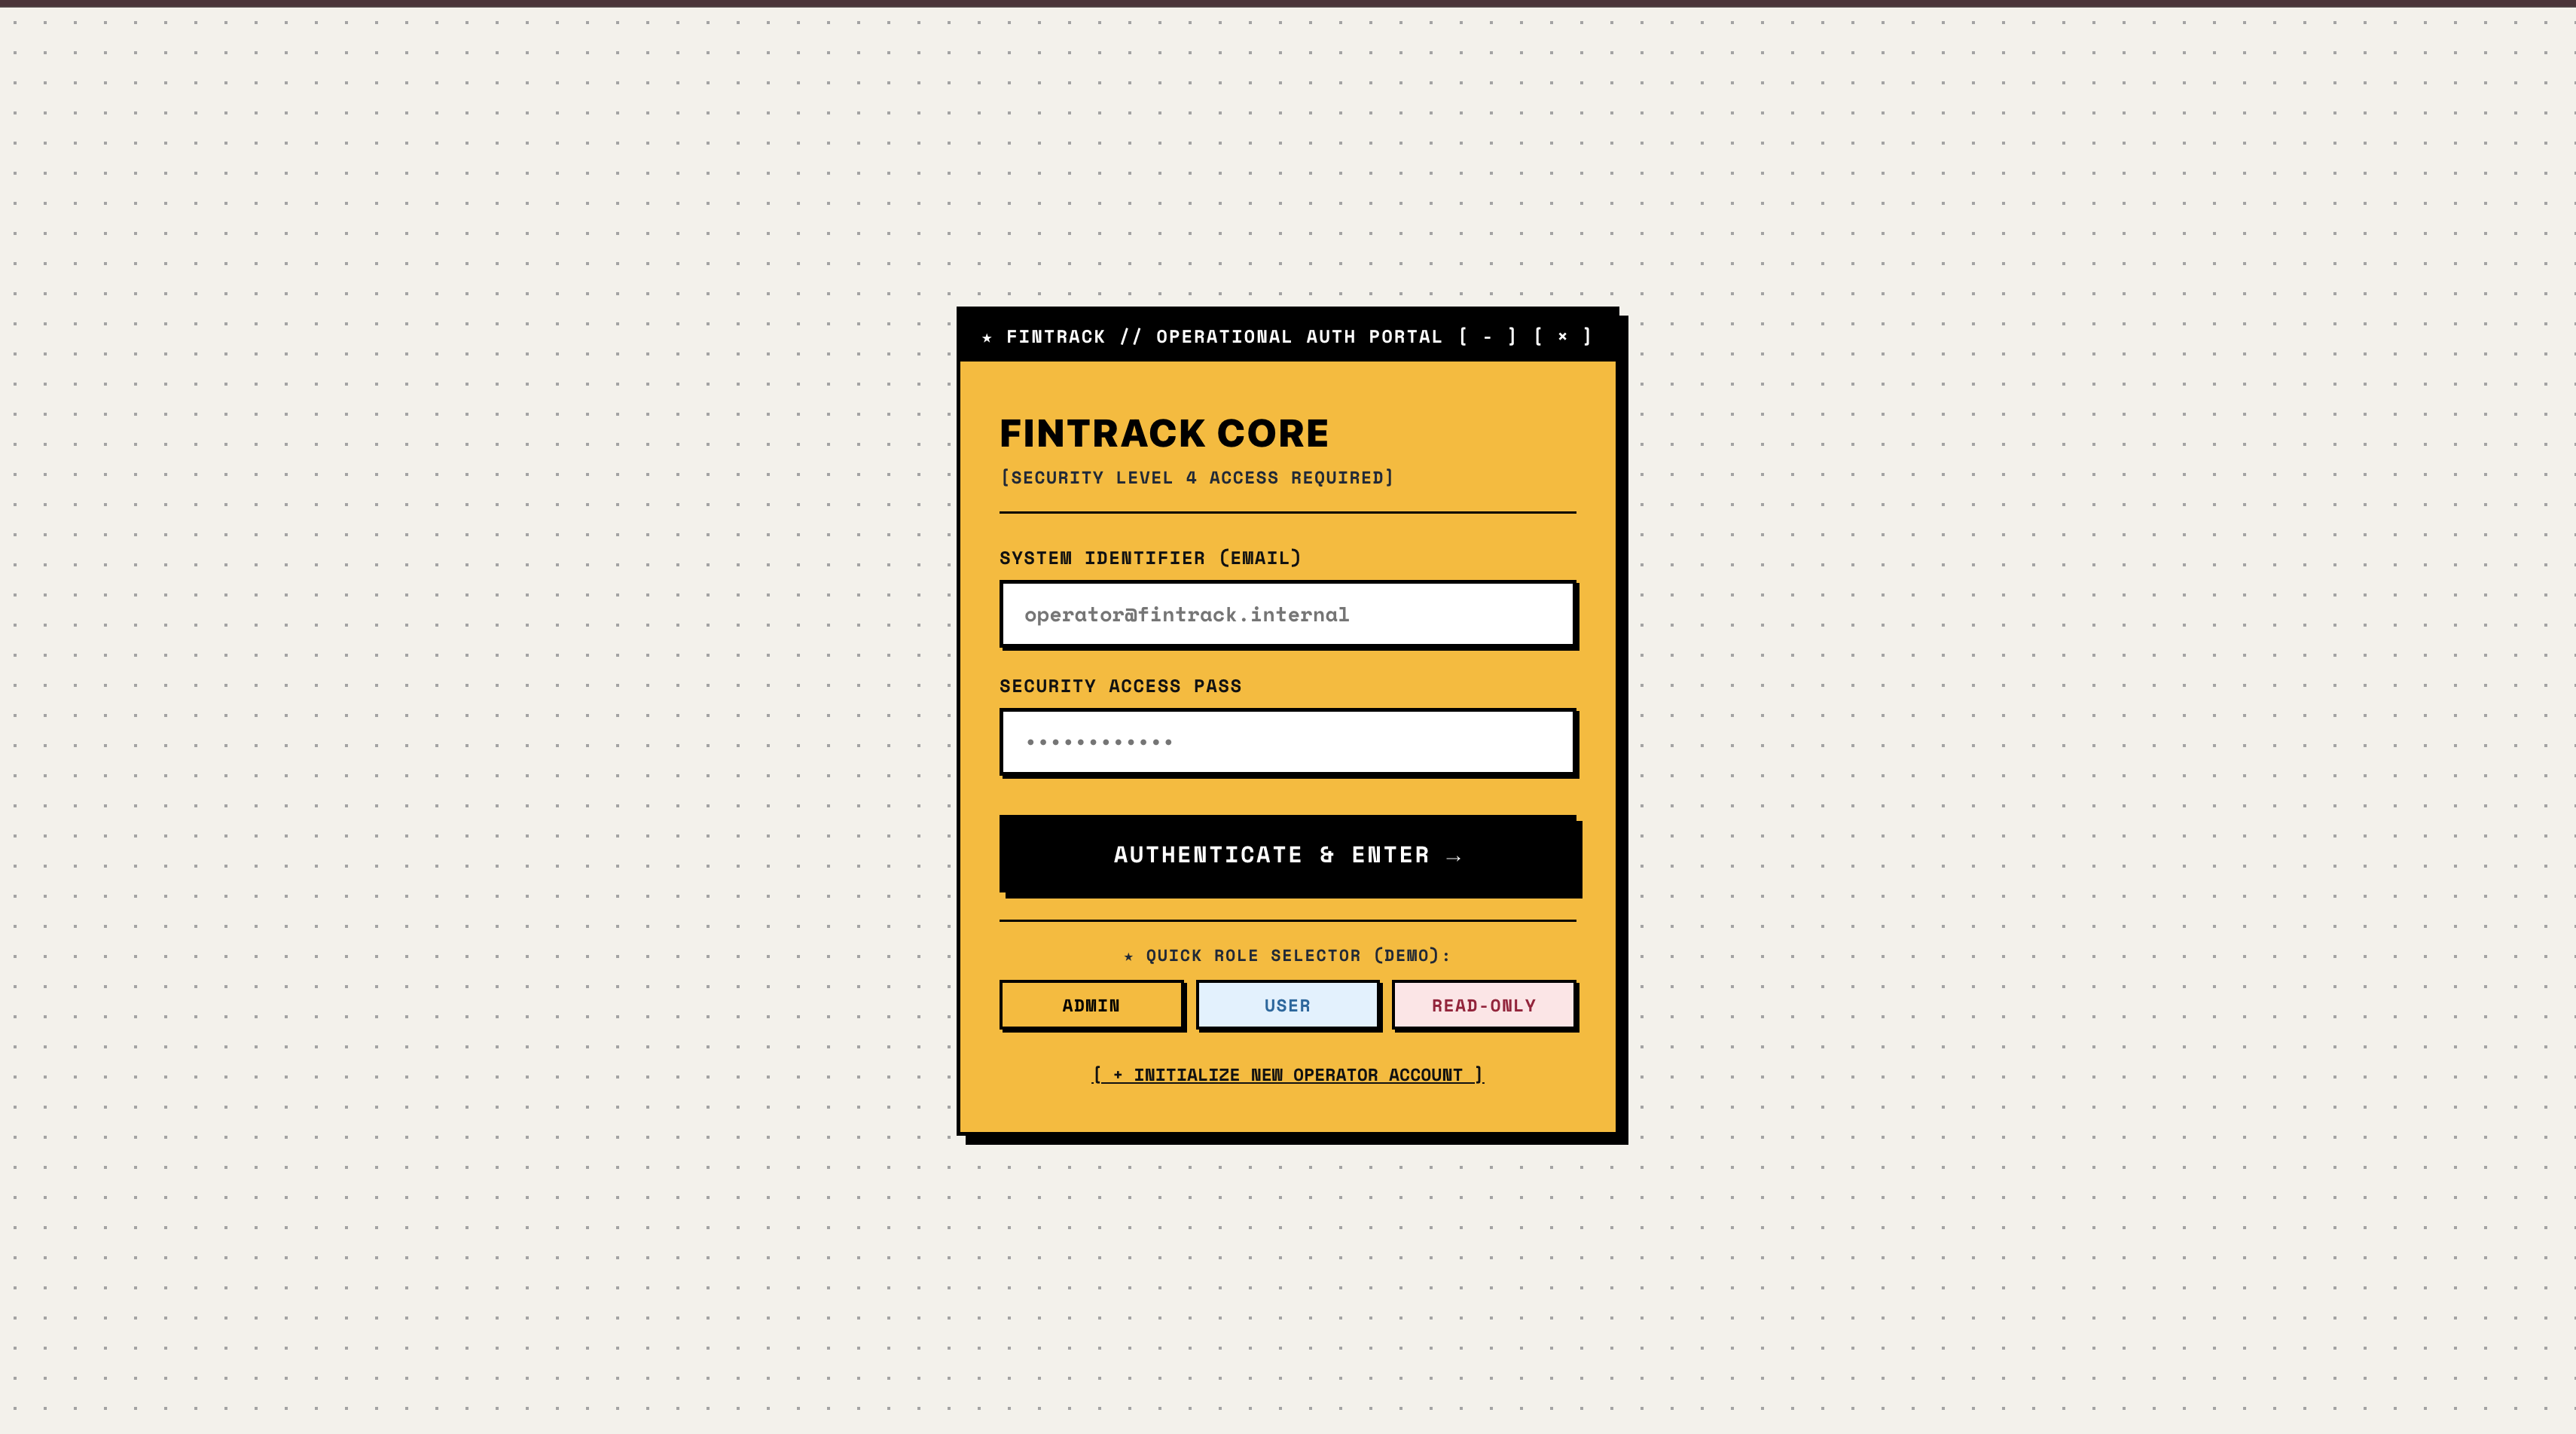 ★ FINTRACK // OPERATIONAL AUTH PORTAL [ - ] [ × ]
FINTRACK CORE
[SECURITY LEVEL 4 ACCESS REQUIRED]
SYSTEM IDENTIFIER (EMAIL)
operator@fintrack.internal
SECURITY ACCESS PASS
••••••••••••
AUTHENTICATE & ENTER →
★ QUICK ROLE SELECTOR (DEMO):
ADMIN USER READ-ONLY
[ + INITIALIZE NEW OPERATOR ACCOUNT ]